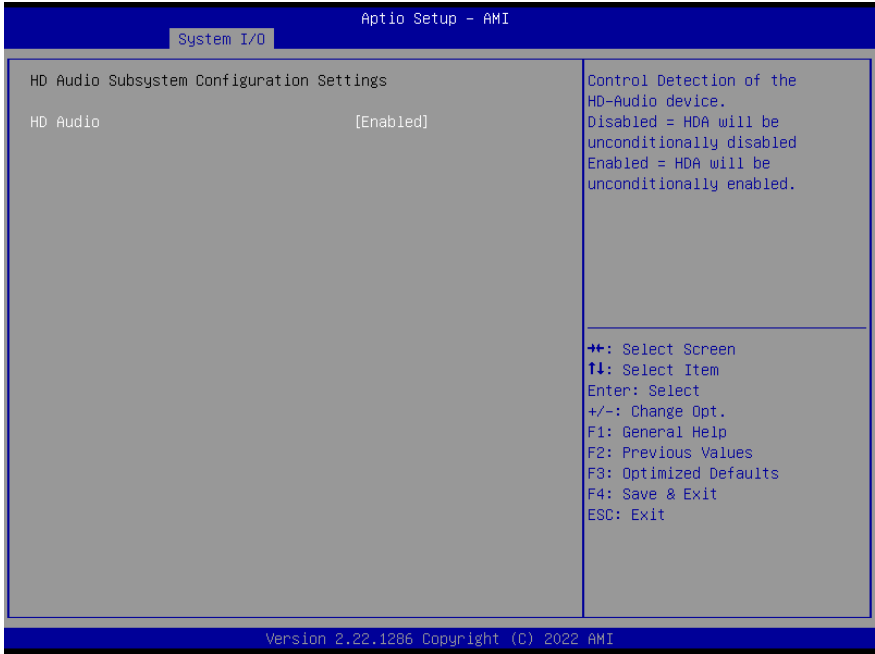 Aptio Setup – AMI
System I/O
HD Audio Subsystem Configuration Settings
HD Audio [Enabled]
Control Detection of the
HD-Audio device.
Disabled = HDA will be
unconditionally disabled
Enabled = HDA will be
unconditionally enabled.
→←: Select Screen
↑↓: Select Item
Enter: Select
+/-: Change Opt.
F1: General Help
F2: Previous Values
F3: Optimized Defaults
F4: Save & Exit
ESC: Exit
Version 2.22.1286 Copyright (C) 2022 AMI